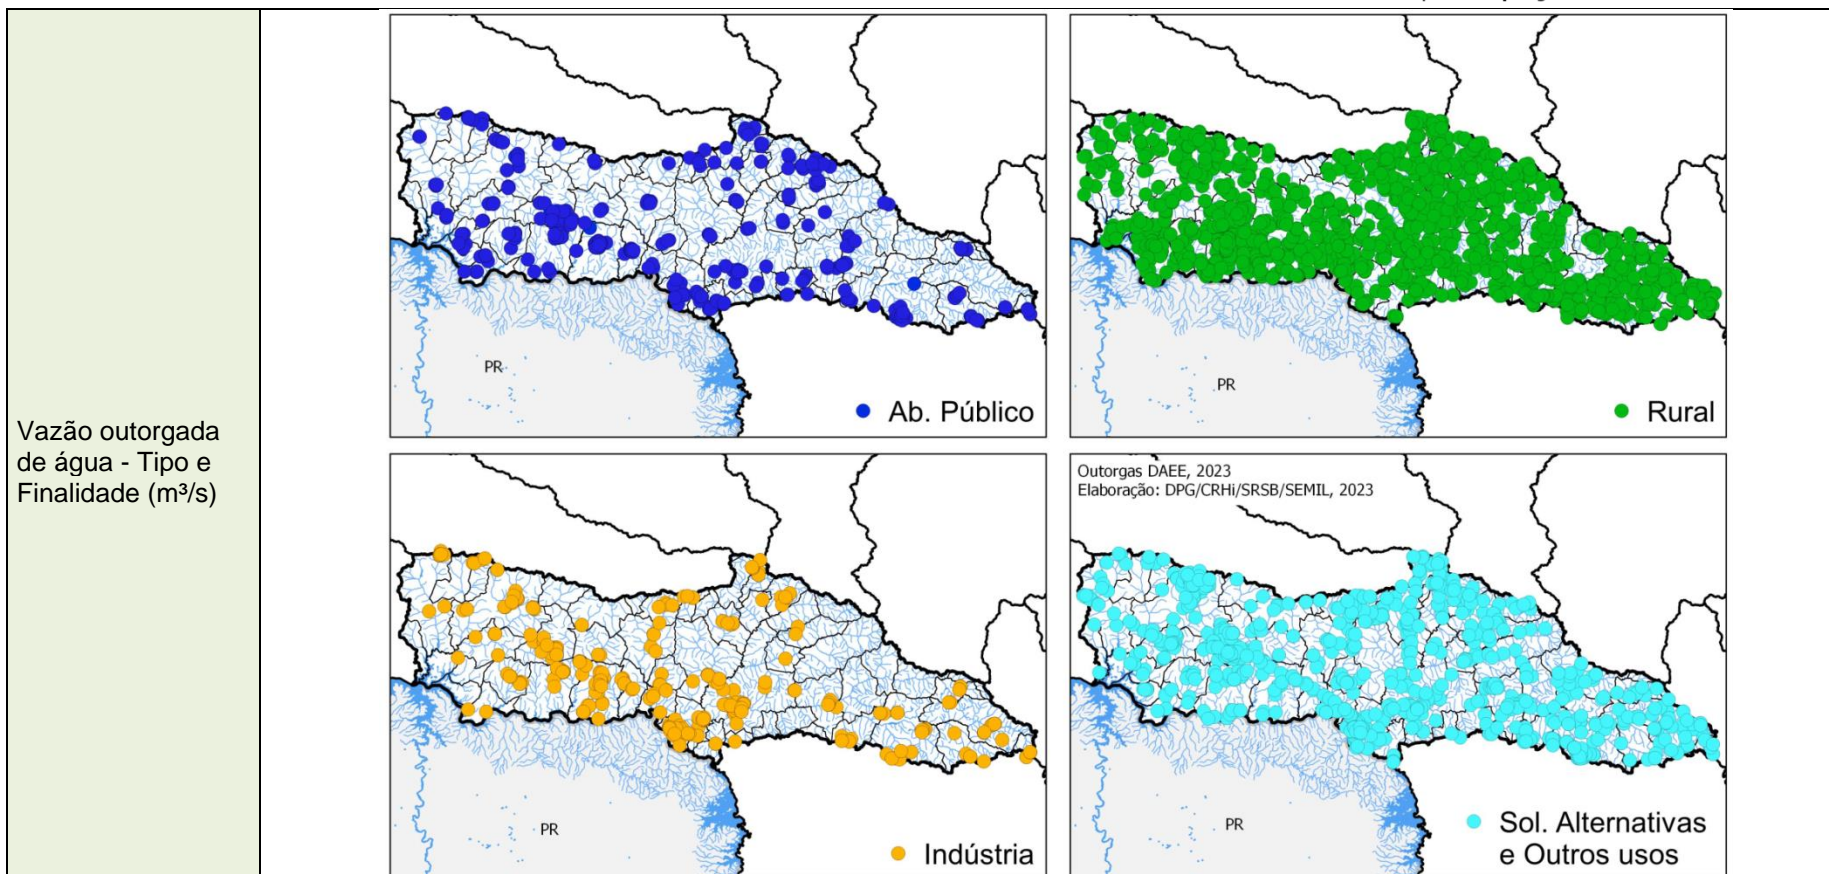 Vazão outorgada
de água - Tipo e
Finalidade (m³/s)
PR
Ab. Público
PR
Rural
PR
Indústria
Outorgas DAEE, 2023
Elaboração: DPG/CRHi/SRSB/SEMIL, 2023
PR
Sol. Alternativas
e Outros usos